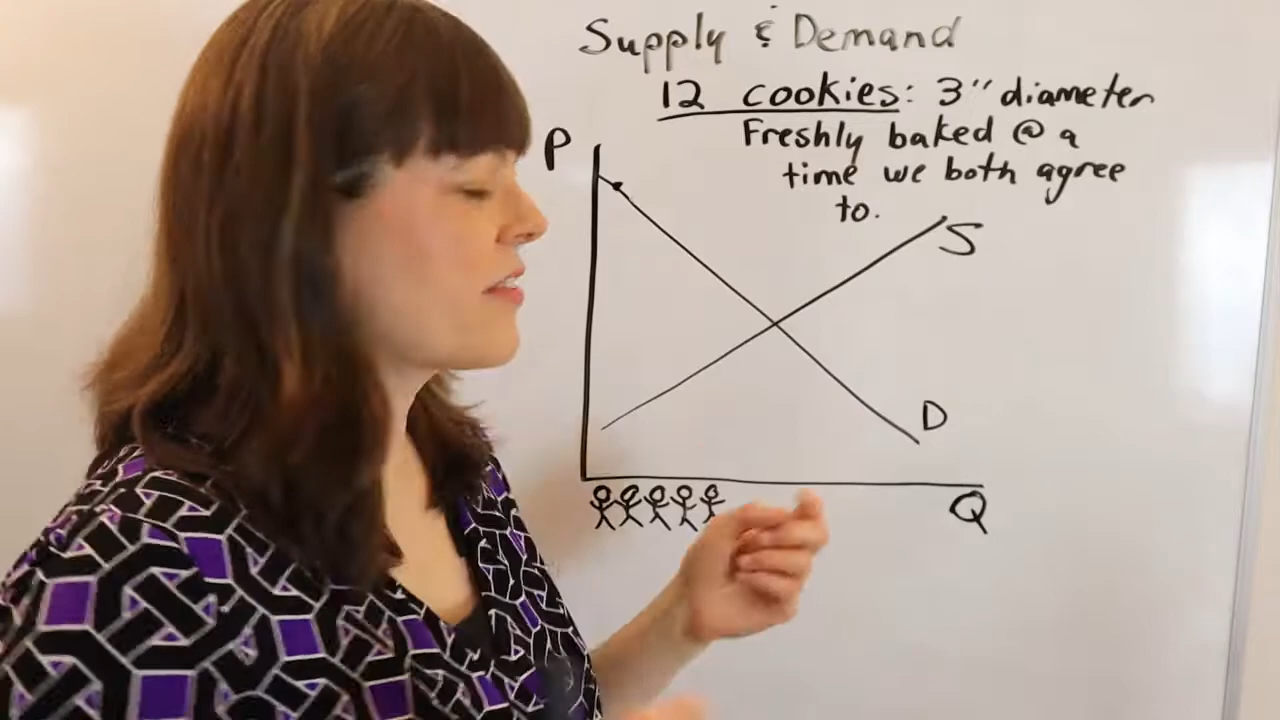 Supply & Demand
12 cookies: 3" diameter
Freshly baked @ a
time we both agree
to.
P
S
D
Q